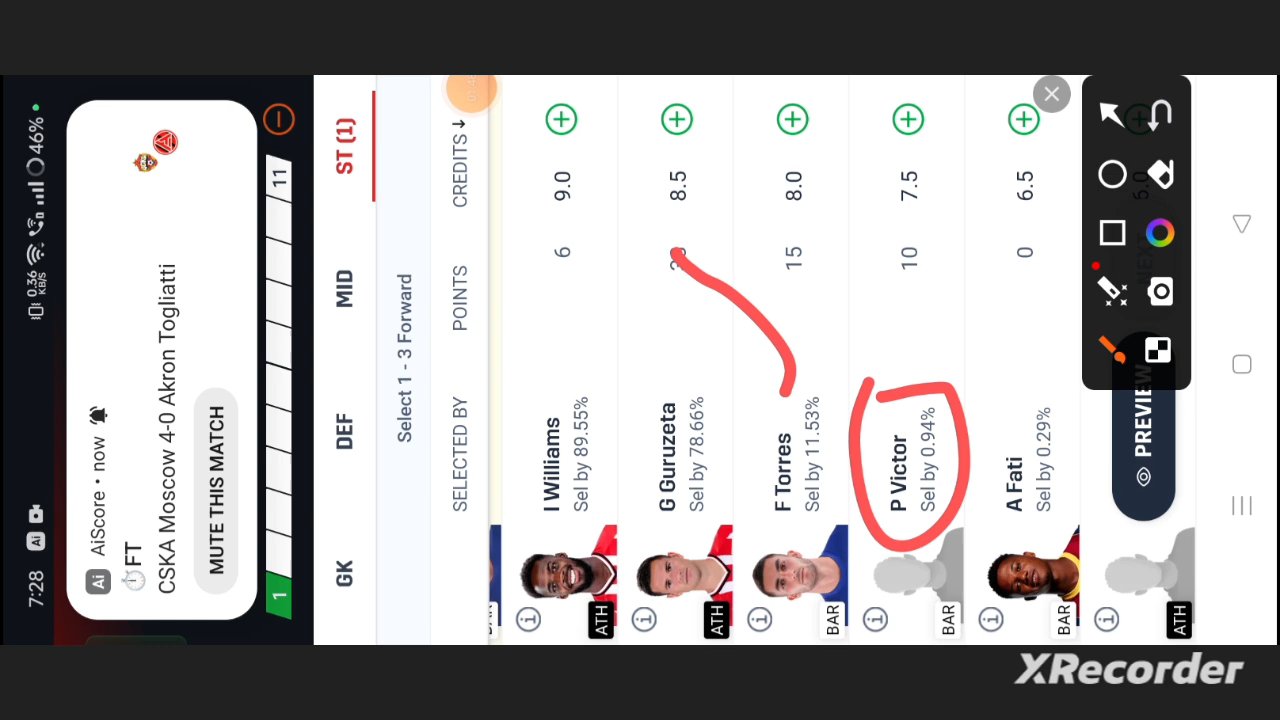 7:28
Ai
0.36
KB/S
46%
Ai AiScore • now
FT
CSKA Moscow 4-0 Akron Togliatti
MUTE THIS MATCH
1
11
GK
DEF
MID
ST (1)
Select 1 - 3 Forward
SELECTED BY
POINTS
CREDITS
I Williams
Sel by 89.55%
ATH
6
9.0
G Guruzeta
Sel by 78.66%
ATH
8.5
F Torres
Sel by 11.53%
BAR
15
8.0
P Victor
Sel by 0.94%
BAR
10
7.5
A Fati
Sel by 0.29%
BAR
0
6.5
ATH
5.0
PREVIEW
NEXT
XRecorder